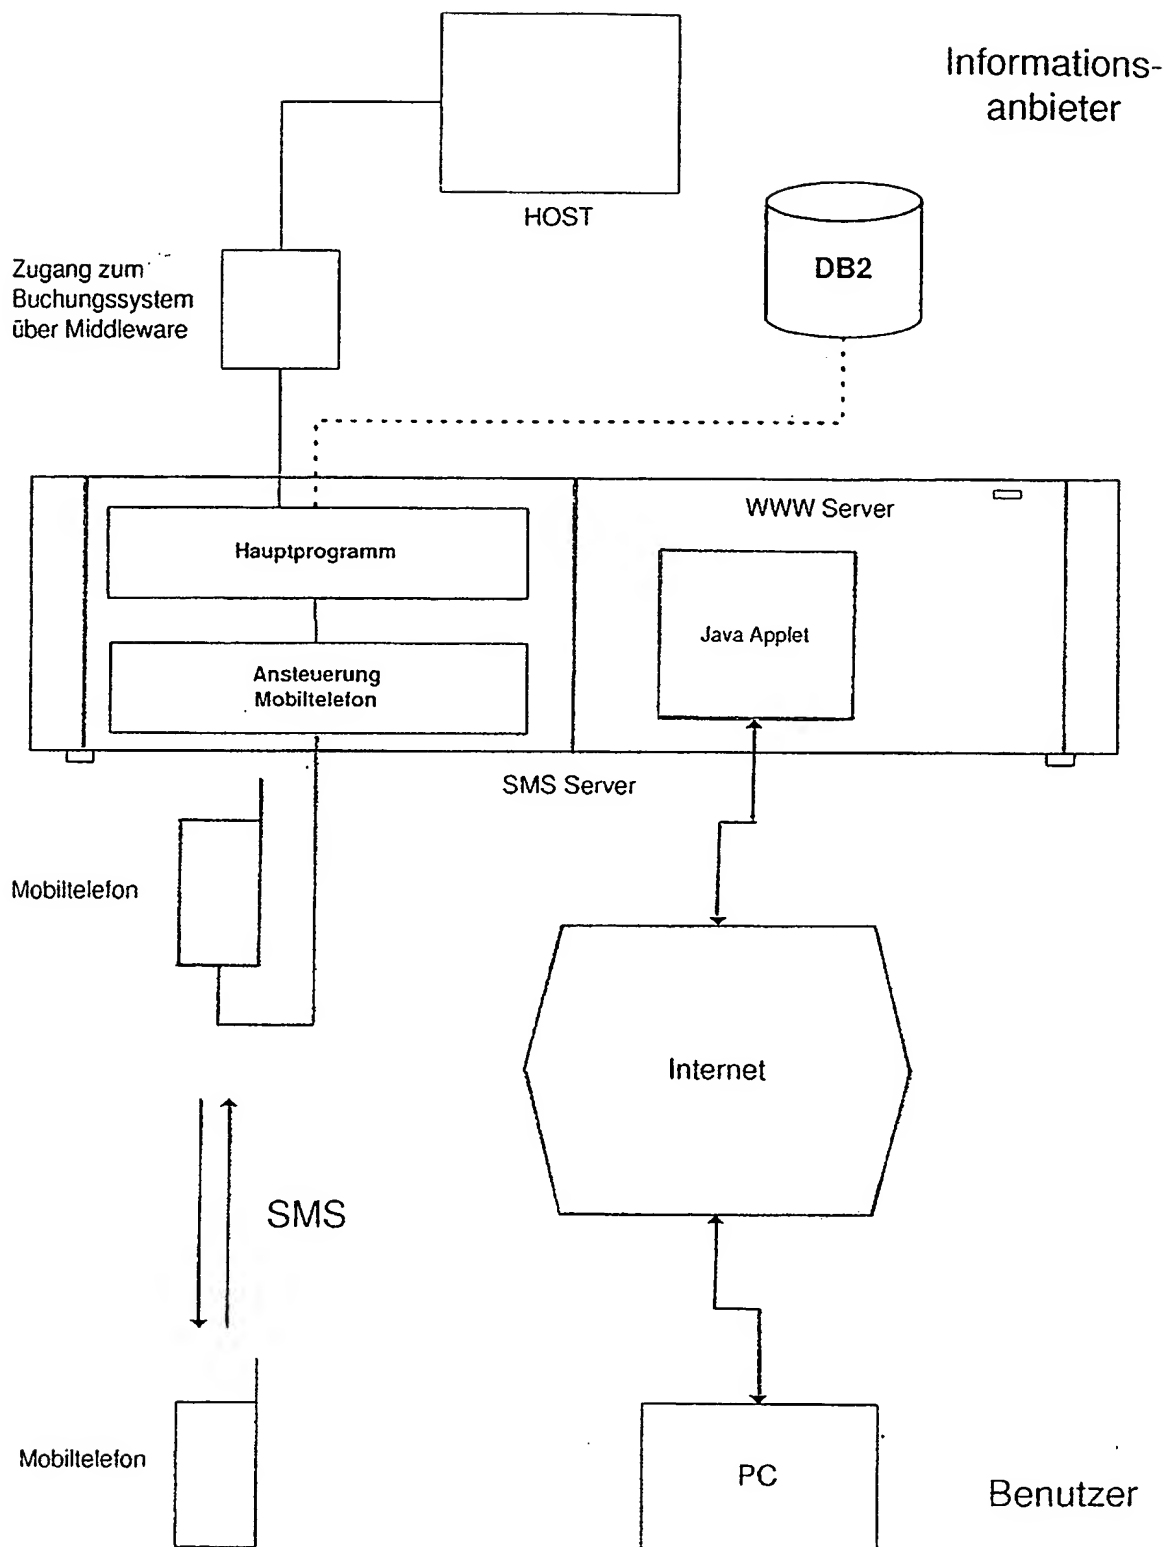 Informations-
anbieter
HOST
DB2
Zugang zum
Buchungssystem
über Middleware
WWW Server
Hauptprogramm
Java Applet
Ansteuerung
Mobiltelefon
SMS Server
Mobiltelefon
Internet
SMS
Mobiltelefon
PC
Benutzer